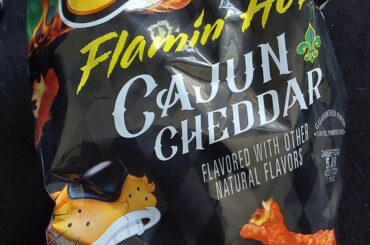 Flamin' Hot
CAJUN
CHEDDAR
FLAVORED WITH OTHER
NATURAL FLAVORS